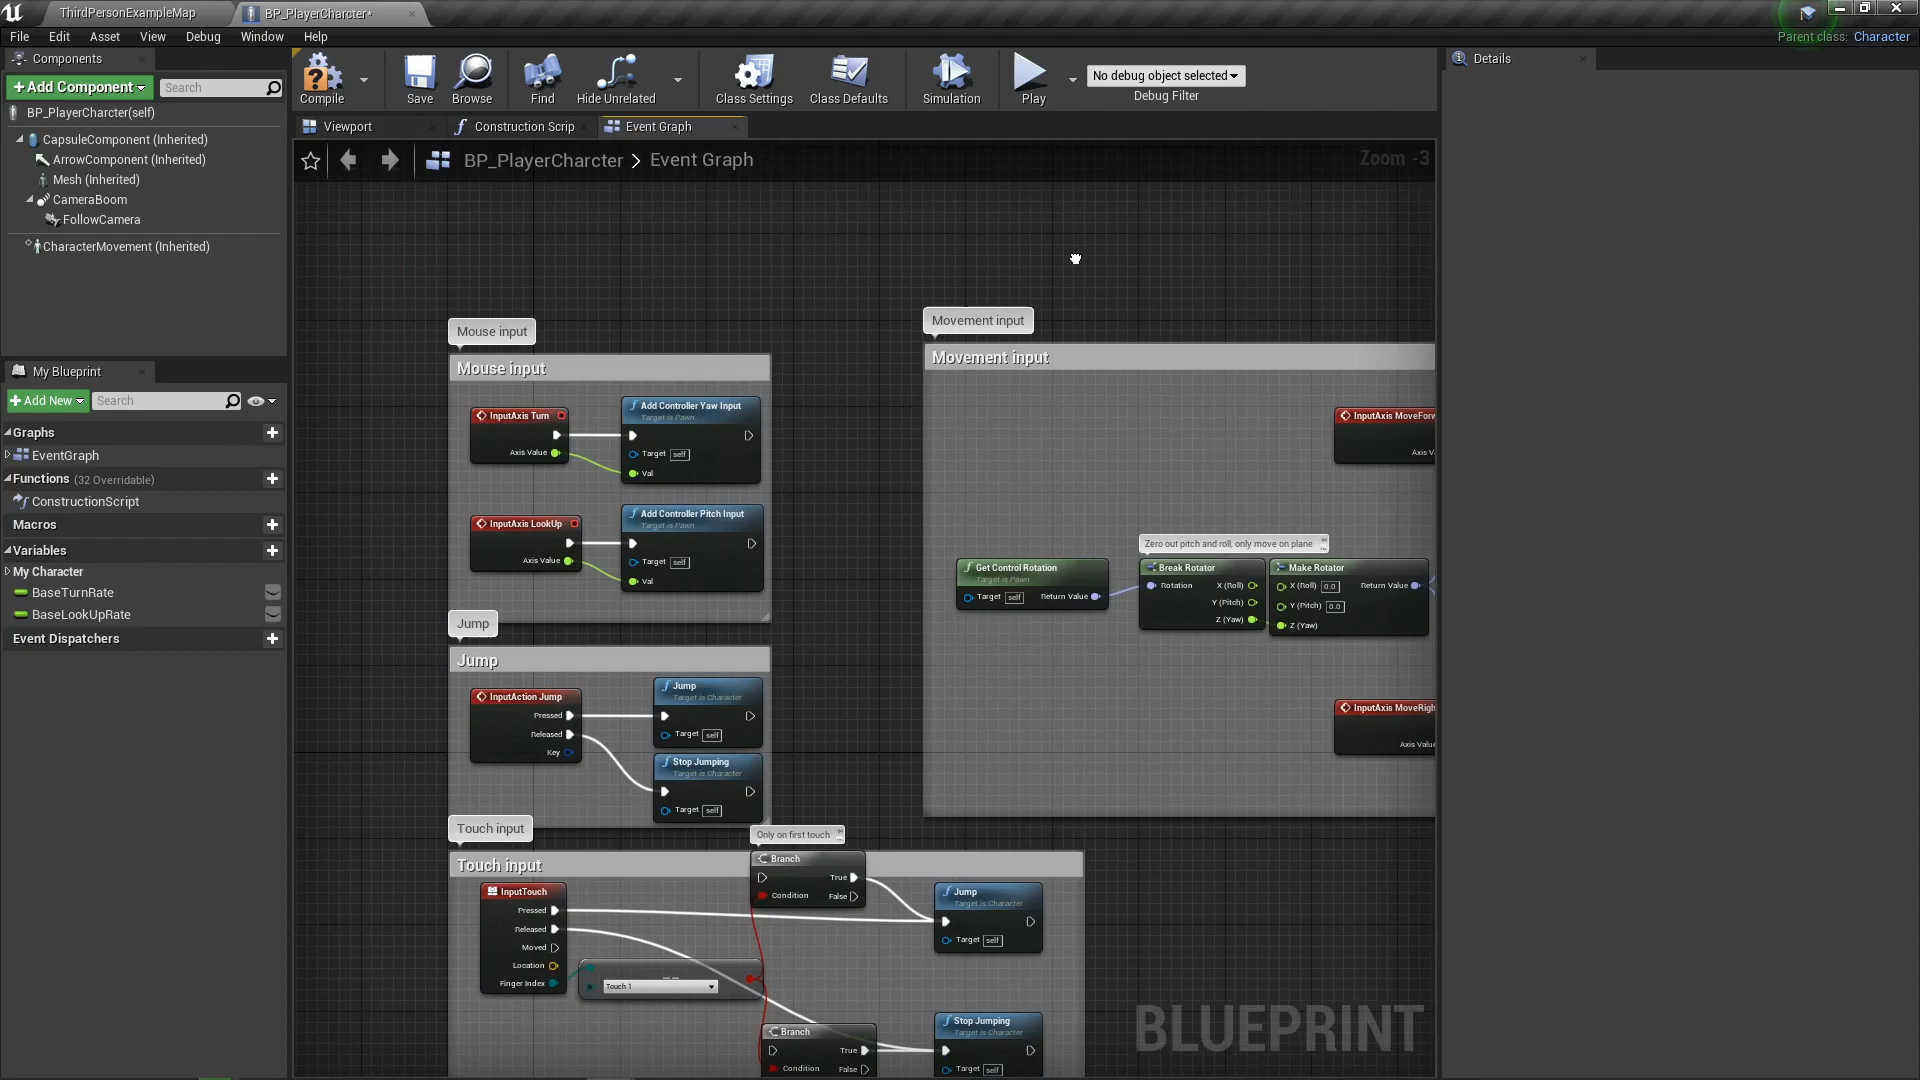 ThirdPersonExampleMap
BP_PlayerCharcter*
File Edit Asset View Debug Window Help
Parent class: Character
Components
+Add Component
Search
BP_PlayerCharcter(self)
CapsuleComponent (Inherited)
ArrowComponent (Inherited)
Mesh (Inherited)
CameraBoom
FollowCamera
CharacterMovement (Inherited)
My Blueprint
+Add New
Search
Graphs
EventGraph
Functions (32 Overridable)
ConstructionScript
Macros
Variables
My Character
BaseTurnRate
BaseLookUpRate
Event Dispatchers
Compile
Save
Browse
Find
Hide Unrelated
Class Settings
Class Defaults
Simulation
Play
No debug object selected
Debug Filter
Viewport
Construction Scrip
Event Graph
BP_PlayerCharcter > Event Graph
Zoom -3
Mouse input
Mouse input
InputAxis Turn
Axis Value
Add Controller Yaw Input
Target is Pawn
Target self
Val
InputAxis LookUp
Axis Value
Add Controller Pitch Input
Target is Pawn
Target self
Val
Jump
Jump
InputAction Jump
Pressed
Released
Key
Jump
Target is Character
Target self
Stop Jumping
Target is Character
Target self
Touch input
Touch input
InputTouch
Pressed
Released
Moved
Location
Finger Index
==
Touch 1
Only on first touch
Branch
True
Condition False
Jump
Target is Character
Target self
Branch
True
Condition False
Stop Jumping
Target is Character
Target self
Movement input
Movement input
InputAxis MoveForw
Axis Va
Get Control Rotation
Target is Pawn
Target self Return Value
Zero out pitch and roll, only move on plane
Break Rotator
Rotation X (Roll)
Y (Pitch)
Z (Yaw)
Make Rotator
X (Roll) 0.0 Return Value
Y (Pitch) 0.0
Z (Yaw)
InputAxis MoveRigh
Axis Value
BLUEPRINT
Details